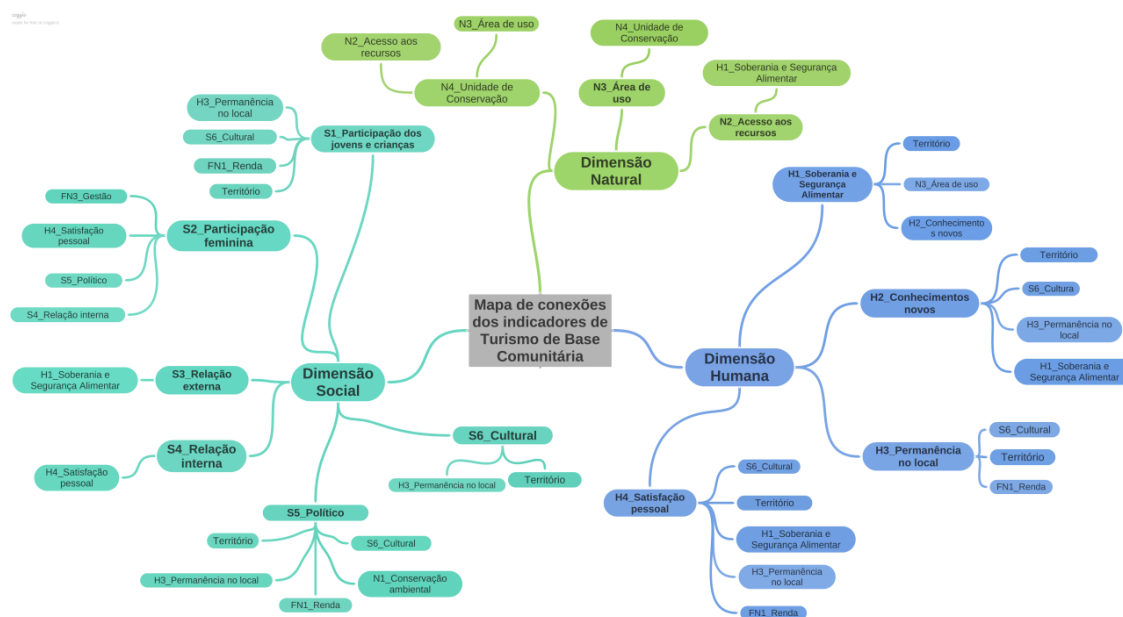 N3_Área de uso
N2_Acesso aos
recursos
N4_Unidade de
Conservação
N4_Unidade de
Conservação
N3_Área de
uso
H1_Soberania e Segurança
Alimentar
N2_Acesso aos
recursos
Dimensão
Natural
H3_Permanência
no local
S6_Cultural
FN1_Renda
Território
S1_Participação dos
jovens e crianças
FN3_Gestão
H4_Satisfação
pessoal
S5_Político
S4_Relação interna
S2_Participação
feminina
H1_Soberania e
Segurança Alimentar
S3_Relação
externa
H4_Satisfação
pessoal
S4_Relação
interna
Dimensão
Social
S6_Cultural
H3_Permanência no local
Território
S5_Político
Território
H3_Permanência no local
FN1_Renda
N1_Conservação
ambiental
S6_Cultural
Mapa de conexões
dos indicadores de
Turismo de Base
Comunitária
Dimensão
Humana
H1_Soberania e
Segurança
Alimentar
Território
N3_Área de uso
H2_Conhecimento
s novos
H2_Conhecimentos
novos
Território
S6_Cultura
H3_Permanência no
local
H1_Soberania e
Segurança Alimentar
H3_Permanência
no local
S6_Cultural
Território
FN1_Renda
H4_Satisfação
pessoal
S6_Cultural
Território
H1_Soberania e
Segurança Alimentar
H3_Permanência
no local
FN1_Renda